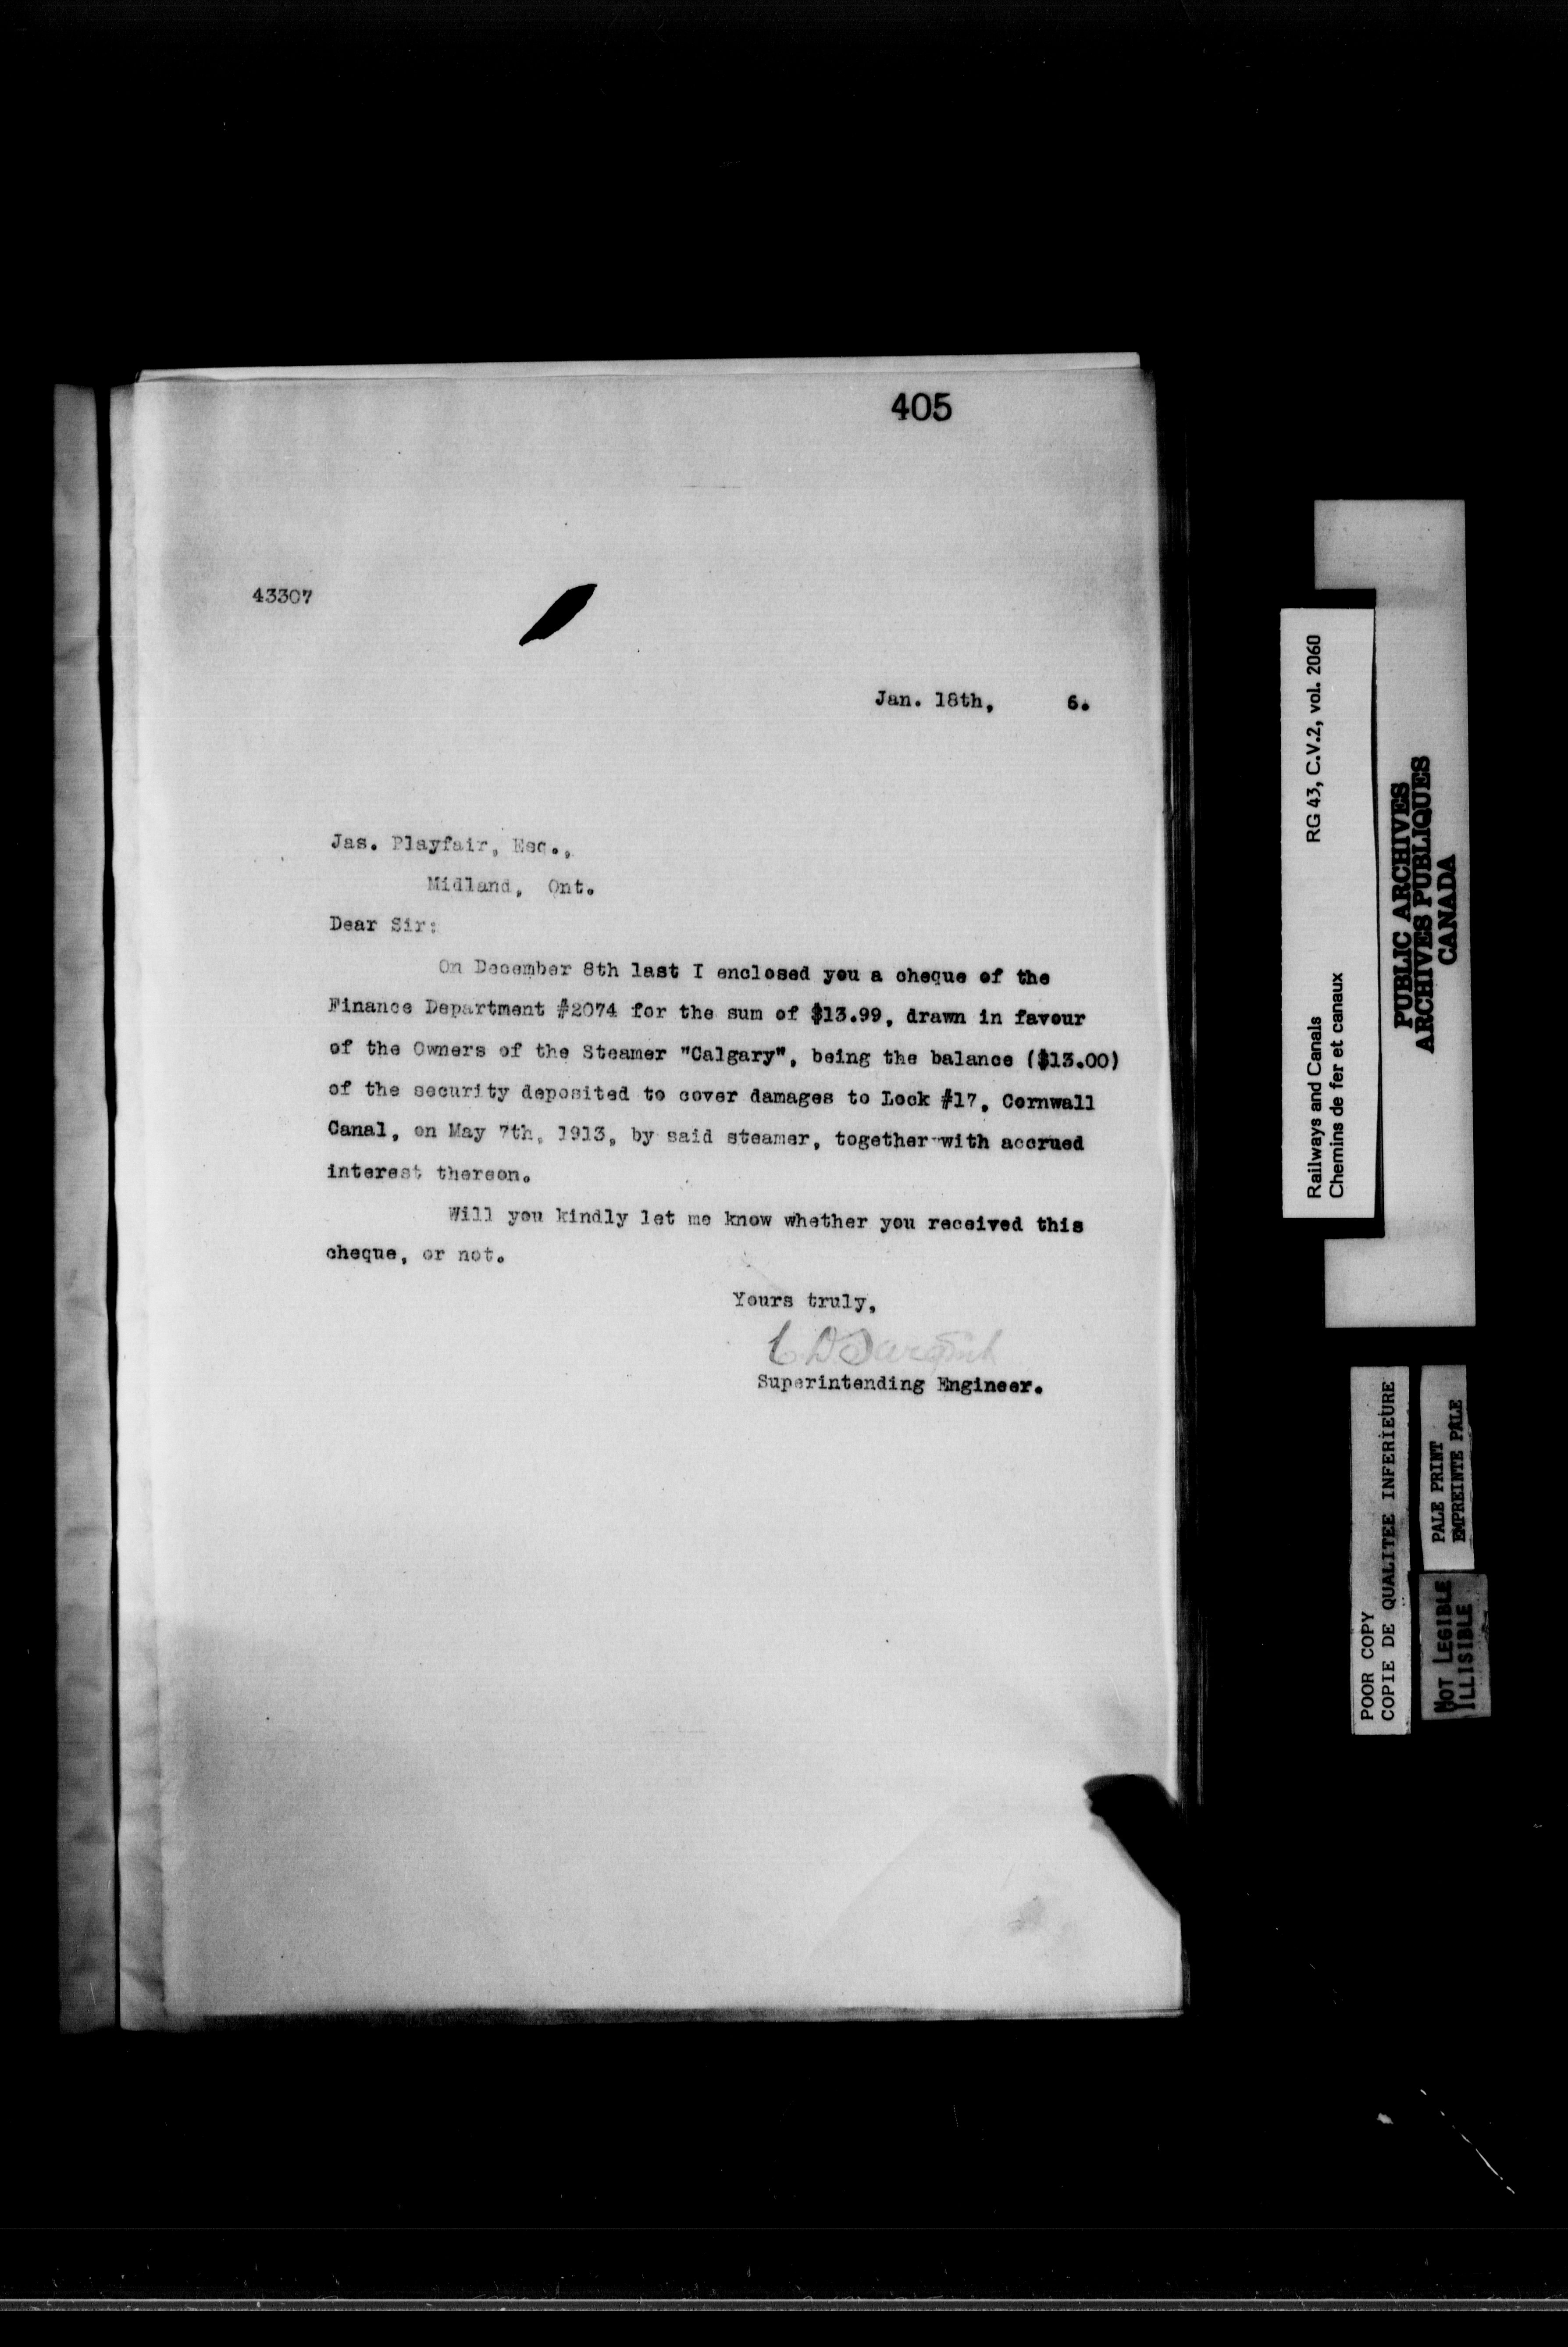 405
43307
Jan. 18th, 6.
Jas. Playfair, Esq.,
Midland, Ont.
Dear Sir:
On December 8th last I enclosed you a cheque of the
Finance Department #2074 for the sum of $13.99, drawn in favour
of the Owners of the Steamer "Calgary", being the balance ($13.00)
of the security deposited to cover damages to Lock #17, Cornwall
Canal, on May 7th, 1913, by said steamer, together with accrued
interest thereon.
Will you kindly let me know whether you received this
cheque, or not.
Yours truly,
C D Sargent
Superintending Engineer.
Railways and Canals RG 43, C.V.2, vol. 2060
Chemins de fer et canaux
PUBLIC ARCHIVES
ARCHIVES PUBLIQUES
CANADA
POOR COPY
COPIE DE QUALITEE INFERIEURE
PALE PRINT
EMPREINTE PÂLE
NOT LEGIBLE
ILLISIBLE